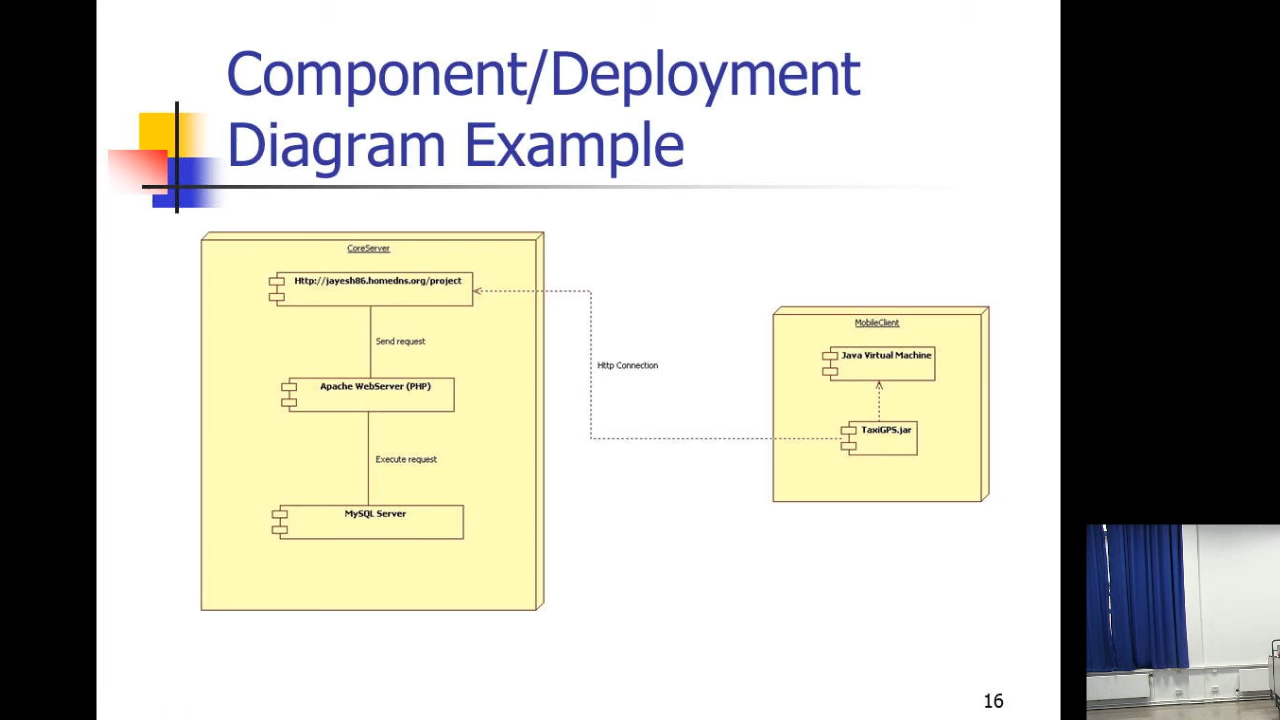 Component/Deployment
Diagram Example
CoreServer
Http://jayesh86.homedns.org/project
Send request
Apache WebServer (PHP)
Execute request
MySQL Server
Http Connection
MobileClient
Java Virtual Machine
TaxiGPS.jar
16